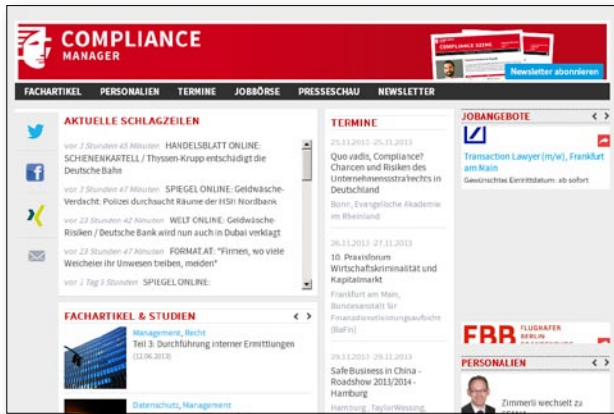 COMPLIANCE
MANAGER
COMPLIANCE SZENE
Newsletter abonnieren
FACHARTIKEL PERSONALIEN TERMINE JOBBÖRSE PRESSESCHAU NEWSLETTER
AKTUELLE SCHLAGZEILEN
vor 2 Stunden 45 Minuten HANDELSBLATT ONLINE:
SCHIENENKARTELL / Thyssen-Krupp entschädigt die
Deutsche Bahn
vor 2 Stunden 47 Minuten SPIEGEL ONLINE: Geldwäsche-
Verdacht: Polizei durchsucht Räume der HSH Nordbank
vor 23 Stunden 42 Minuten WELT ONLINE: Geldwäsche-
Risiken / Deutsche Bank wird nun auch in Dubai verklagt
vor 23 Stunden 47 Minuten FORMAT.AT: "Firmen, wo viele
Weicheier ihr Unwesen treiben, meiden"
vor 1 Tag 5 Stunden SPIEGEL ONLINE:
FACHARTIKEL & STUDIEN
Management, Recht
Teil 3: Durchführung interner Ermittlungen
(12.06.2013)
Datenschutz, Management
TERMINE
25.11.2013-25.11.2013
Quo vadis, Compliance?
Chancen und Risiken des
Unternehmensstrafrechts in
Deutschland
Bonn, Evangelische Akademie
im Rheinland
26.11.2013-27.11.2013
10. Praxisforum
Wirtschaftskriminalität und
Kapitalmarkt
Frankfurt am Main,
Bundesanstalt für
Finanzdienstleistungsaufsicht
(BaFin)
29.11.2013-29.11.2013
Safe Business in China -
Roadshow 2013/2014 -
Hamburg
Hamburg, TaylorWessing,
JOBANGEBOTE
Transaction Lawyer (m/w), Frankfurt
am Main
Gewünschtes Eintrittsdatum: ab sofort
FBB FLUGHAFEN
BERLIN
BRANDENBURG
PERSONALIEN
Zimmerli wechselt zu